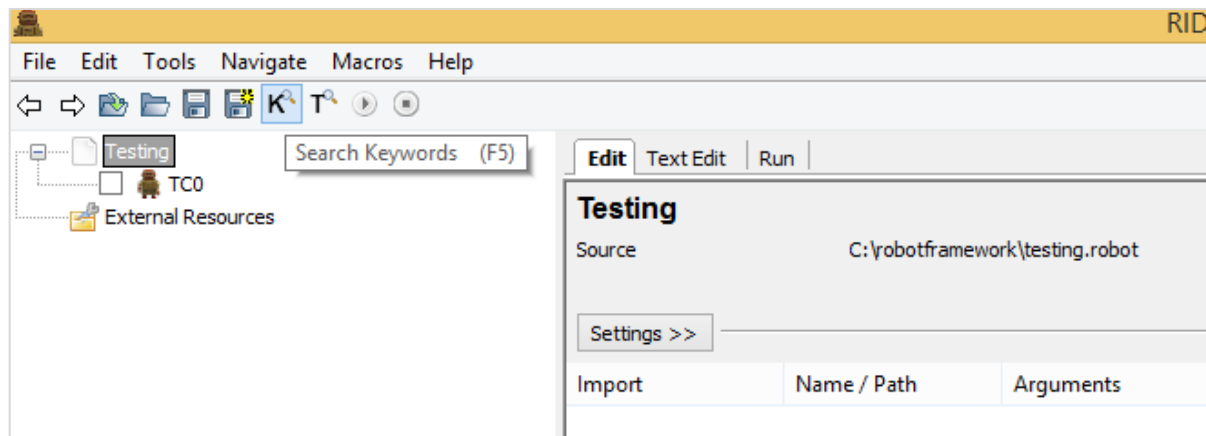 RID
File Edit Tools Navigate Macros Help
K T
Testing
Search Keywords (F5)
TC0
External Resources
Edit Text Edit Run
Testing
Source C:\robotframework\testing.robot
Settings >>
Import Name / Path Arguments